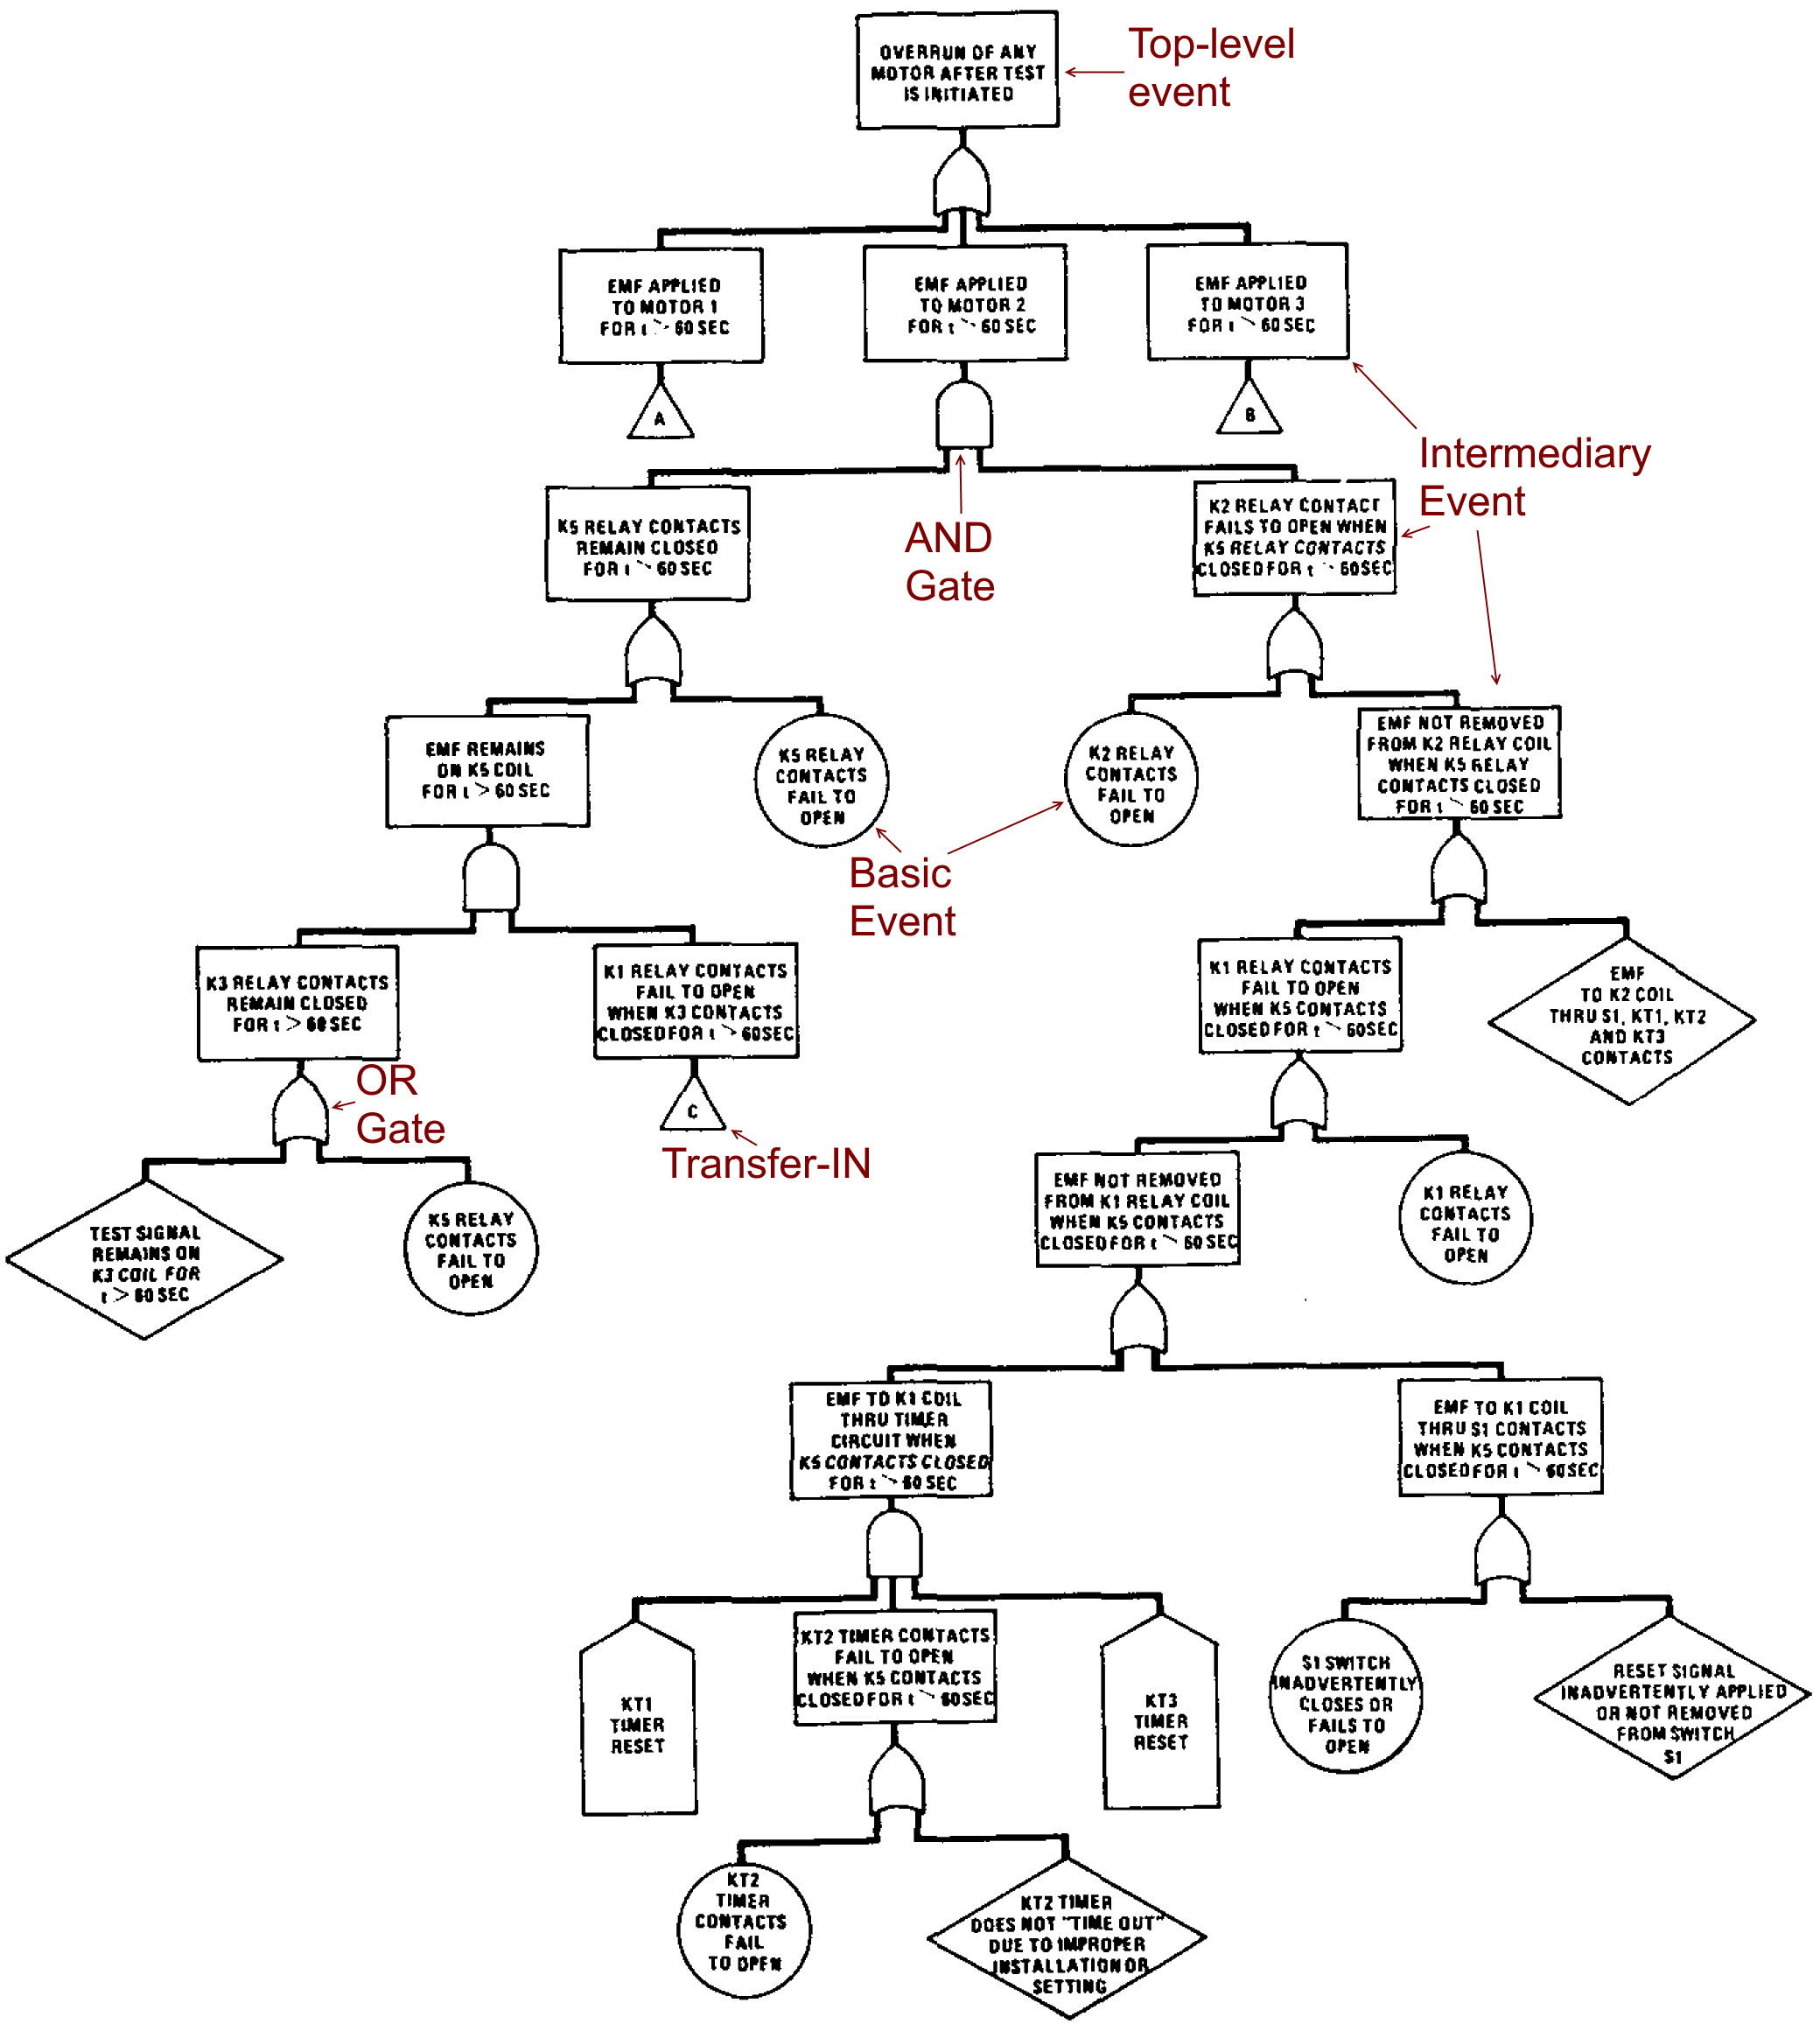 OVERRUN OF ANY
MOTOR AFTER TEST
IS INITIATED
Top-level
event
EMF APPLIED
TO MOTOR 1
FOR t > 60 SEC
EMF APPLIED
TO MOTOR 2
FOR t > 60 SEC
EMF APPLIED
TO MOTOR 3
FOR t > 60 SEC
A
B
Intermediary
Event
AND
Gate
K5 RELAY CONTACTS
REMAIN CLOSED
FOR t > 60 SEC
K2 RELAY CONTACT
FAILS TO OPEN WHEN
K5 RELAY CONTACTS
CLOSED FOR t > 60 SEC
EMF REMAINS
ON K5 COIL
FOR t > 60 SEC
K5 RELAY
CONTACTS
FAIL TO
OPEN
K2 RELAY
CONTACTS
FAIL TO
OPEN
EMF NOT REMOVED
FROM K2 RELAY COIL
WHEN K5 RELAY
CONTACTS CLOSED
FOR t > 60 SEC
Basic
Event
K3 RELAY CONTACTS
REMAIN CLOSED
FOR t > 60 SEC
K1 RELAY CONTACTS
FAIL TO OPEN
WHEN K3 CONTACTS
CLOSED FOR t > 60 SEC
K1 RELAY CONTACTS
FAIL TO OPEN
WHEN K5 CONTACTS
CLOSED FOR t > 60 SEC
EMF
TO K2 COIL
THRU S1, KT1, KT2
AND KT3
CONTACTS
OR
Gate
C
Transfer-IN
TEST SIGNAL
REMAINS ON
K3 COIL FOR
t > 60 SEC
K5 RELAY
CONTACTS
FAIL TO
OPEN
EMF NOT REMOVED
FROM K1 RELAY COIL
WHEN K5 CONTACTS
CLOSED FOR t > 60 SEC
K1 RELAY
CONTACTS
FAIL TO
OPEN
EMF TO K1 COIL
THRU TIMER
CIRCUIT WHEN
K5 CONTACTS CLOSED
FOR t > 60 SEC
EMF TO K1 COIL
THRU S1 CONTACTS
WHEN K5 CONTACTS
CLOSED FOR t > 60 SEC
KT1
TIMER
RESET
KT2 TIMER CONTACTS
FAIL TO OPEN
WHEN K5 CONTACTS
CLOSED FOR t > 60 SEC
KT3
TIMER
RESET
S1 SWITCH
INADVERTENTLY
CLOSES OR
FAILS TO
OPEN
RESET SIGNAL
INADVERTENTLY APPLIED
OR NOT REMOVED
FROM SWITCH
S1
KT2
TIMER
CONTACTS
FAIL
TO OPEN
KT2 TIMER
DOES NOT "TIME OUT"
DUE TO IMPROPER
INSTALLATION OR
SETTING